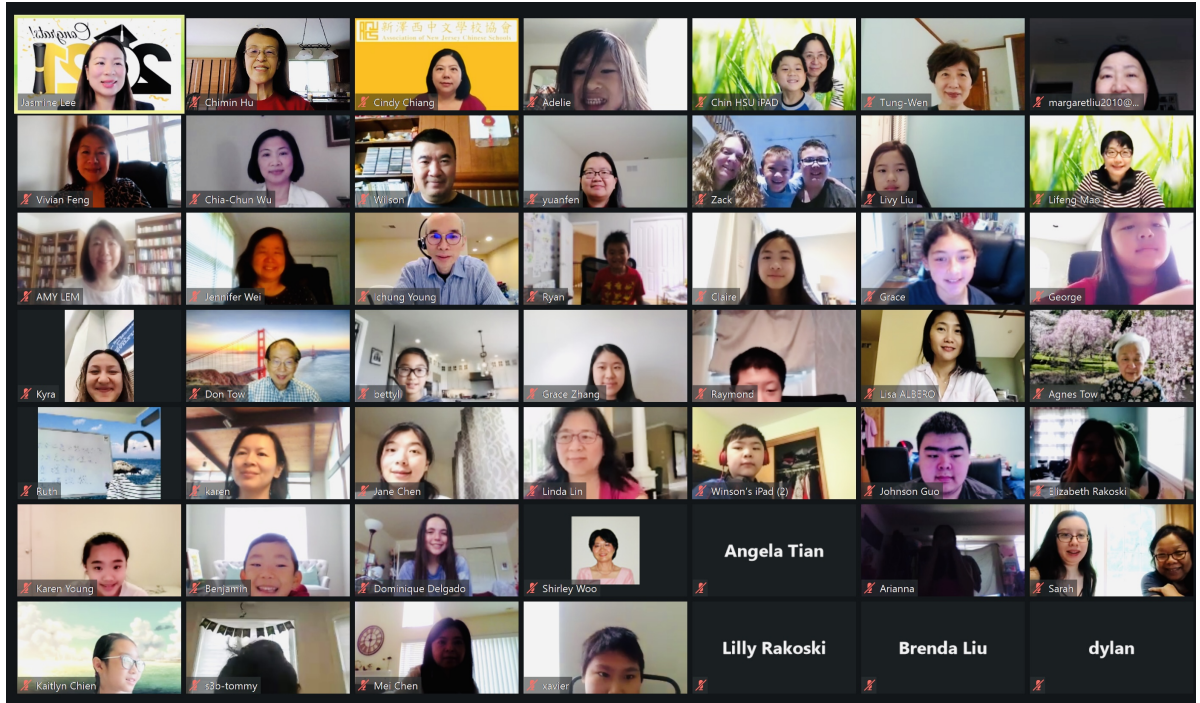 Congrats!
Jasmine Lee
Chimin Hu
新澤西中文學校協會
Association of New Jersey Chinese Schools
Cindy Chiang
Adelie
Chin HSU iPAD
Tung-Wen
margaretliu2010@...
Vivian Feng
Chia-Chun Wu
Wilson
yuanfen
Zack
Livy Liu
Lifeng Mao
AMY LEM
Jennifer Wei
chung Young
Ryan
Claire
Grace
George
Kyra
Don Tow
bettyl
Grace Zhang
Raymond
Lisa ALBERO
Agnes Tow
Ruth
karen
Jane Chen
Linda Lin
Winson's iPad (2)
Johnson Guo
Elizabeth Rakoski
Karen Young
Benjamin
Dominique Delgado
Shirley Woo
Angela Tian
Arianna
Sarah
Kaitlyn Chien
s3b-tommy
Mei Chen
xavier
Lilly Rakoski
Brenda Liu
dylan